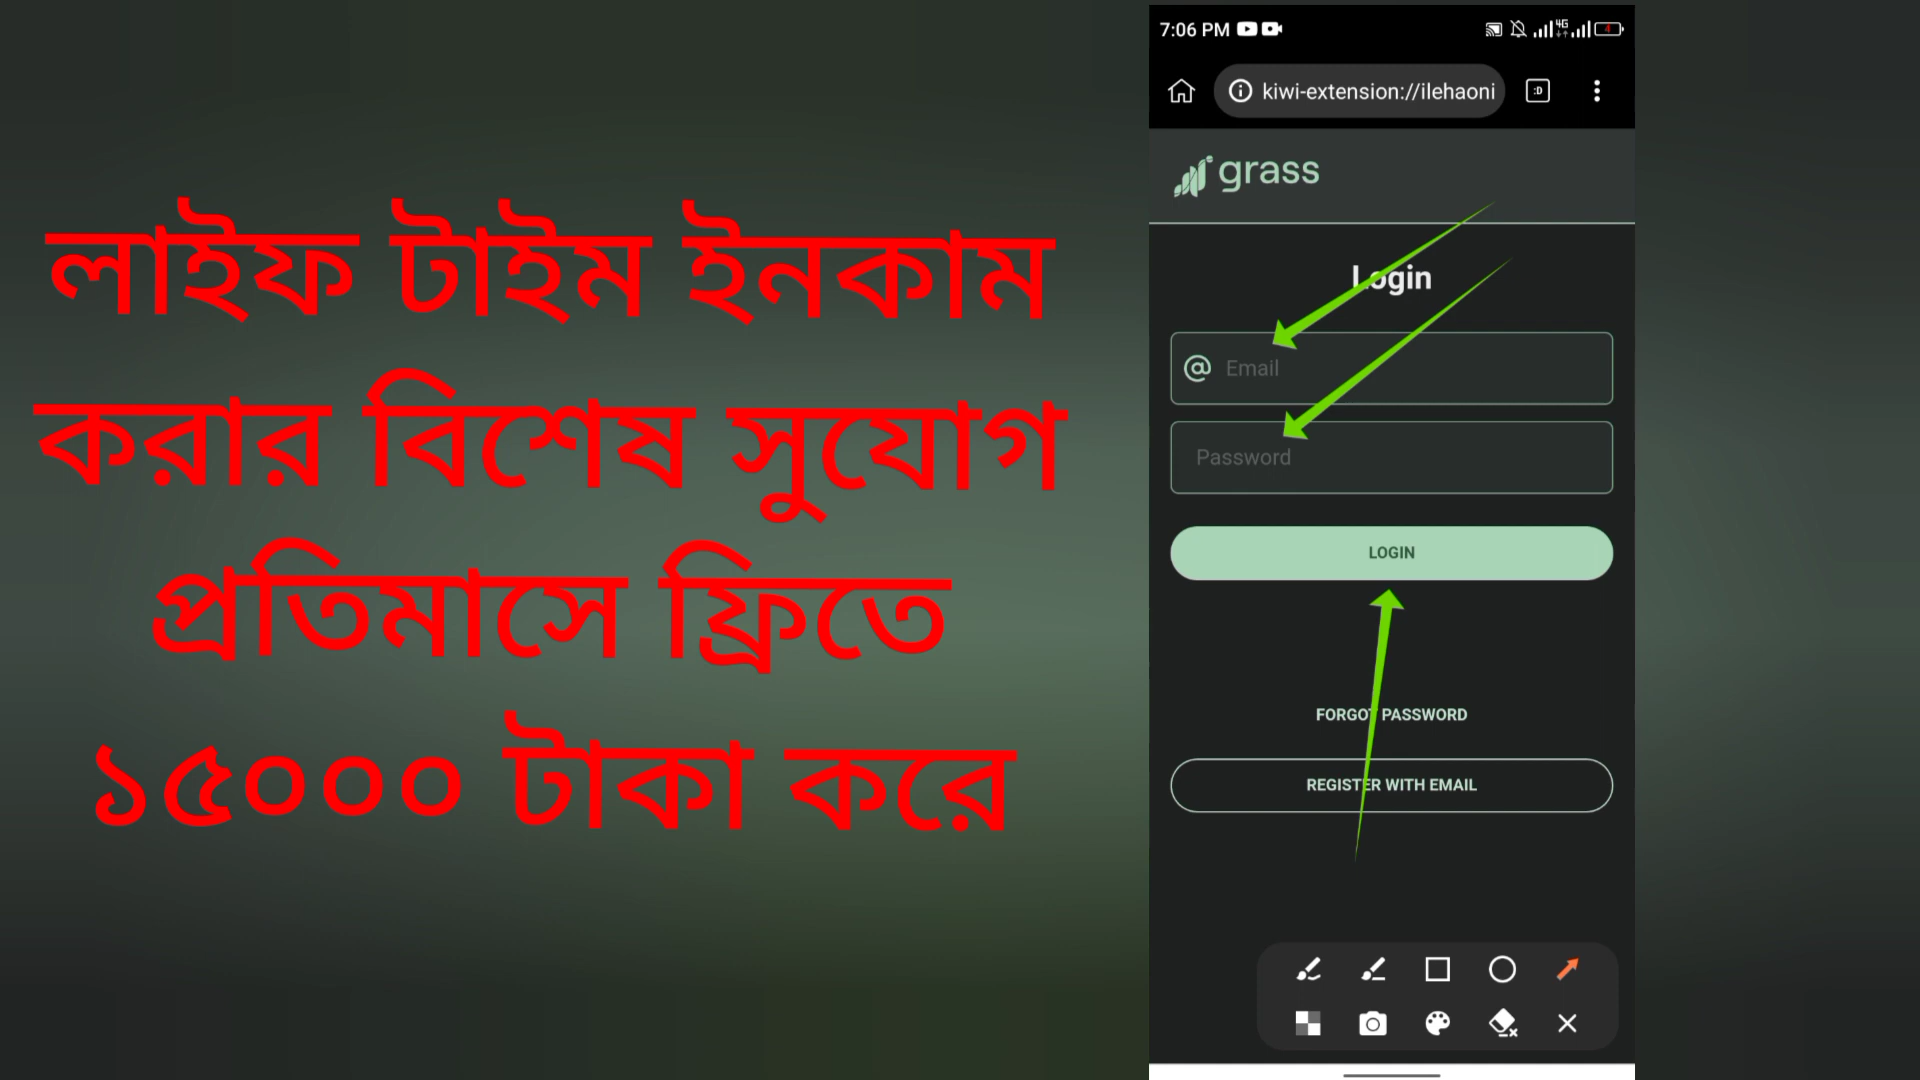 লাইফ টাইম ইনকাম
করার বিশেষ সুযোগ
প্রতিমাসে ফ্রিতে
১৫০০০ টাকা করে
7:06 PM
4G
kiwi-extension://ilehaoni
:D
grass
Login
@ Email
Password
LOGIN
FORGOT PASSWORD
REGISTER WITH EMAIL